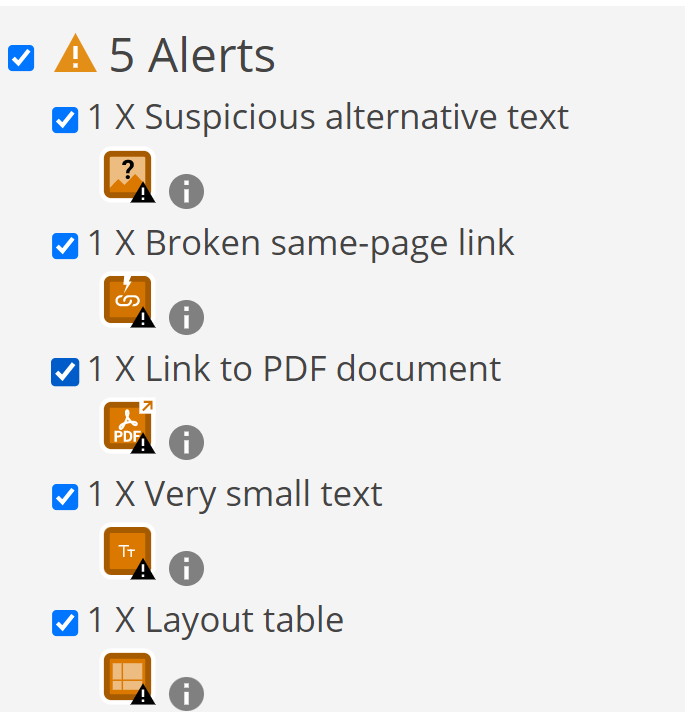 5 Alerts
1 X Suspicious alternative text
?
1 X Broken same-page link
1 X Link to PDF document
PDF
1 X Very small text
TT
1 X Layout table